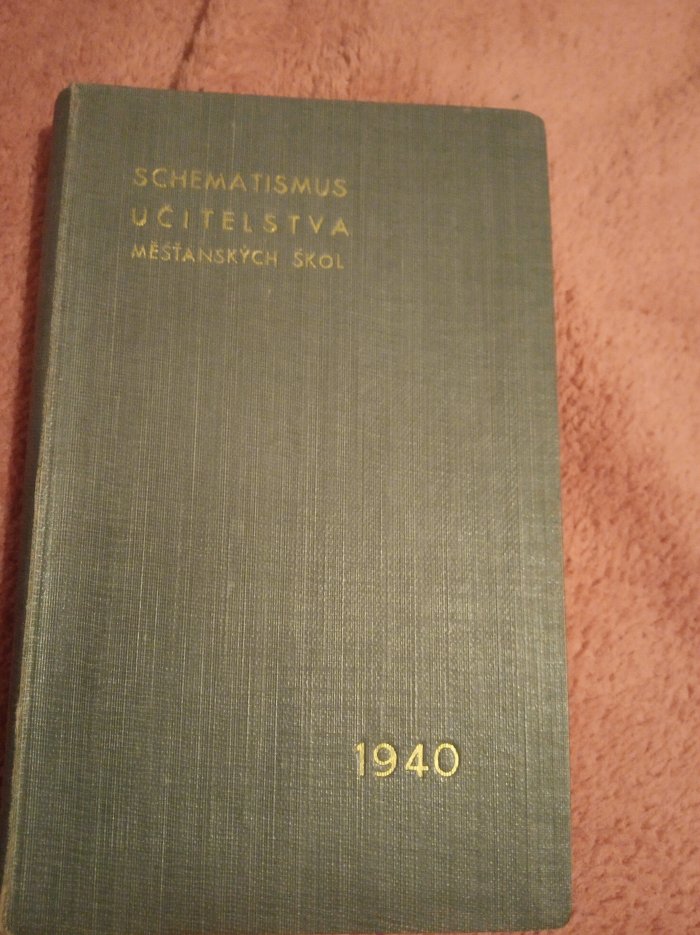 SCHEMATISMUS
UČITELSTVA
MĚŠŤANSKÝCH ŠKOL
1940